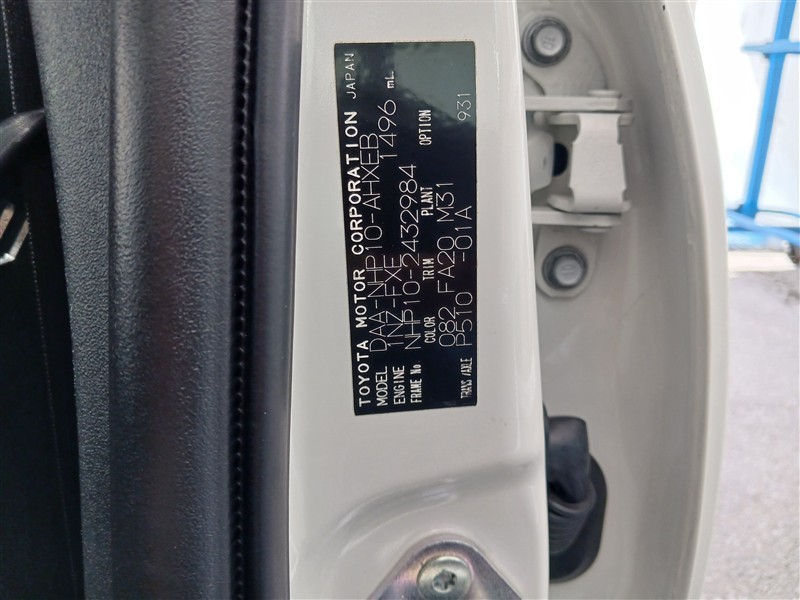 TOYOTA MOTOR CORPORATION JAPAN
MODEL DAA-NHP10-AHXEB
ENGINE 1NZ-FXE 1496 mL
FRAME No NHP10-2432984
COLOR TRIM PLANT OPTION
082 FA20 M31 931
TRANS/AXLE P510 -01A